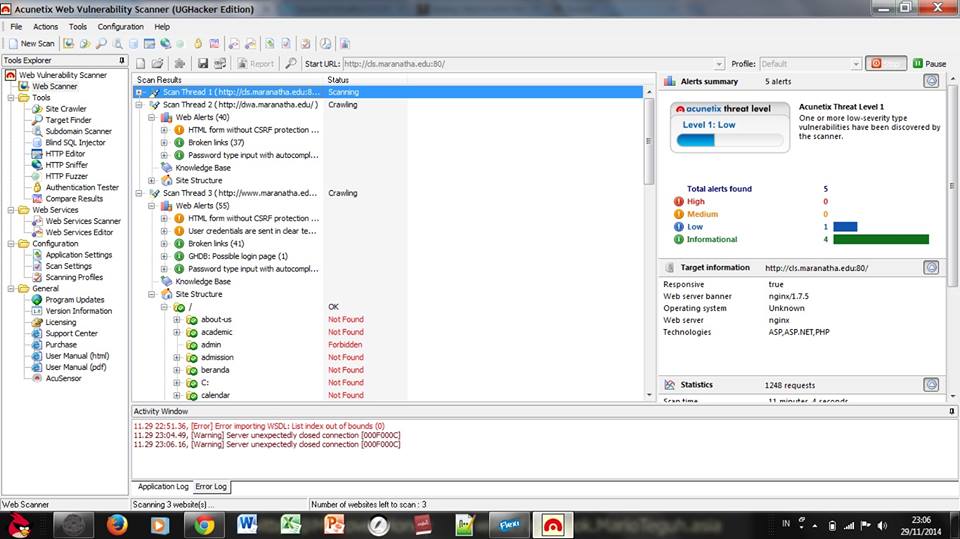 Acunetix Web Vulnerability Scanner (UGHacker Edition)
File Actions Tools Configuration Help
New Scan
Report
Start URL: http://cls.maranatha.edu:80/
Profile: Default
Stop
Pause
Tools Explorer
Web Vulnerability Scanner
Web Scanner
Tools
Site Crawler
Target Finder
Subdomain Scanner
Blind SQL Injector
HTTP Editor
HTTP Sniffer
HTTP Fuzzer
Authentication Tester
Compare Results
Web Services
Web Services Scanner
Web Services Editor
Configuration
Application Settings
Scan Settings
Scanning Profiles
General
Program Updates
Version Information
Licensing
Support Center
Purchase
User Manual (html)
User Manual (pdf)
AcuSensor
Scan Results Status
Scan Thread 1 ( http://cls.maranatha.edu:8... Scanning
Scan Thread 2 ( http://dwa.maranatha.edu/ ) Crawling
Web Alerts (40)
HTML form without CSRF protection ...
Broken links (37)
Password type input with autocompl...
Knowledge Base
Site Structure
Scan Thread 3 ( http://www.maranatha.ed... Crawling
Web Alerts (55)
HTML form without CSRF protection ...
User credentials are sent in clear te...
Broken links (41)
GHDB: Possible login page (1)
Password type input with autocompl...
Knowledge Base
Site Structure
/ OK
about-us Not Found
academic Not Found
admin Forbidden
admission Not Found
beranda Not Found
C: Not Found
calendar Not Found
Alerts summary 5 alerts
acunetix threat level
Level 1: Low
Acunetix Threat Level 1
One or more low-severity type
vulnerabilities have been discovered by
the scanner.
Total alerts found 5
High 0
Medium 0
Low 1
Informational 4
Target information http://cls.maranatha.edu:80/
Responsive true
Web server banner nginx/1.7.5
Operating system Unknown
Web server nginx
Technologies ASP,ASP.NET,PHP
Statistics 1248 requests
Scan time 11 minutes, 4 seconds
Activity Window
11.29 22:51.36, [Error] Error importing WSDL: List index out of bounds (0)
11.29 23:04.49, [Warning] Server unexpectedly closed connection [000F000C]
11.29 23:06.16, [Warning] Server unexpectedly closed connection [000F000C]
Application Log Error Log
Web Scanner Scanning 3 website(s)... Number of websites left to scan : 3
Flexi
IN
23:06
29/11/2014